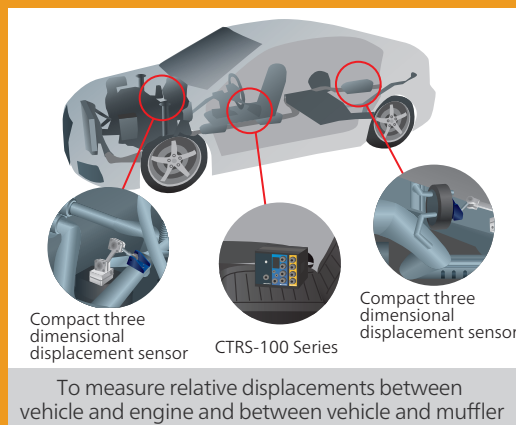 Compact three
dimensional
displacement sensor
CTRS-100 Series
Compact three
dimensional
displacement sensor
To measure relative displacements between
vehicle and engine and between vehicle and muffler